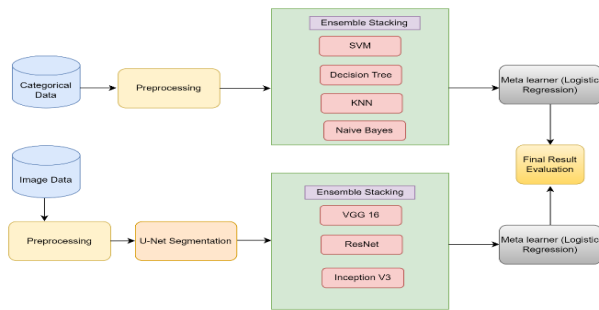 Ensemble Stacking
SVM
Decision Tree
KNN
Naive Bayes
Categorical
Data
Preprocessing
Meta learner (Logistic
Regression)
Image Data
Final Result
Evaluation
Ensemble Stacking
VGG 16
ResNet
Inception V3
Preprocessing
U-Net Segmentation
Meta learner (Logistic
Regression)